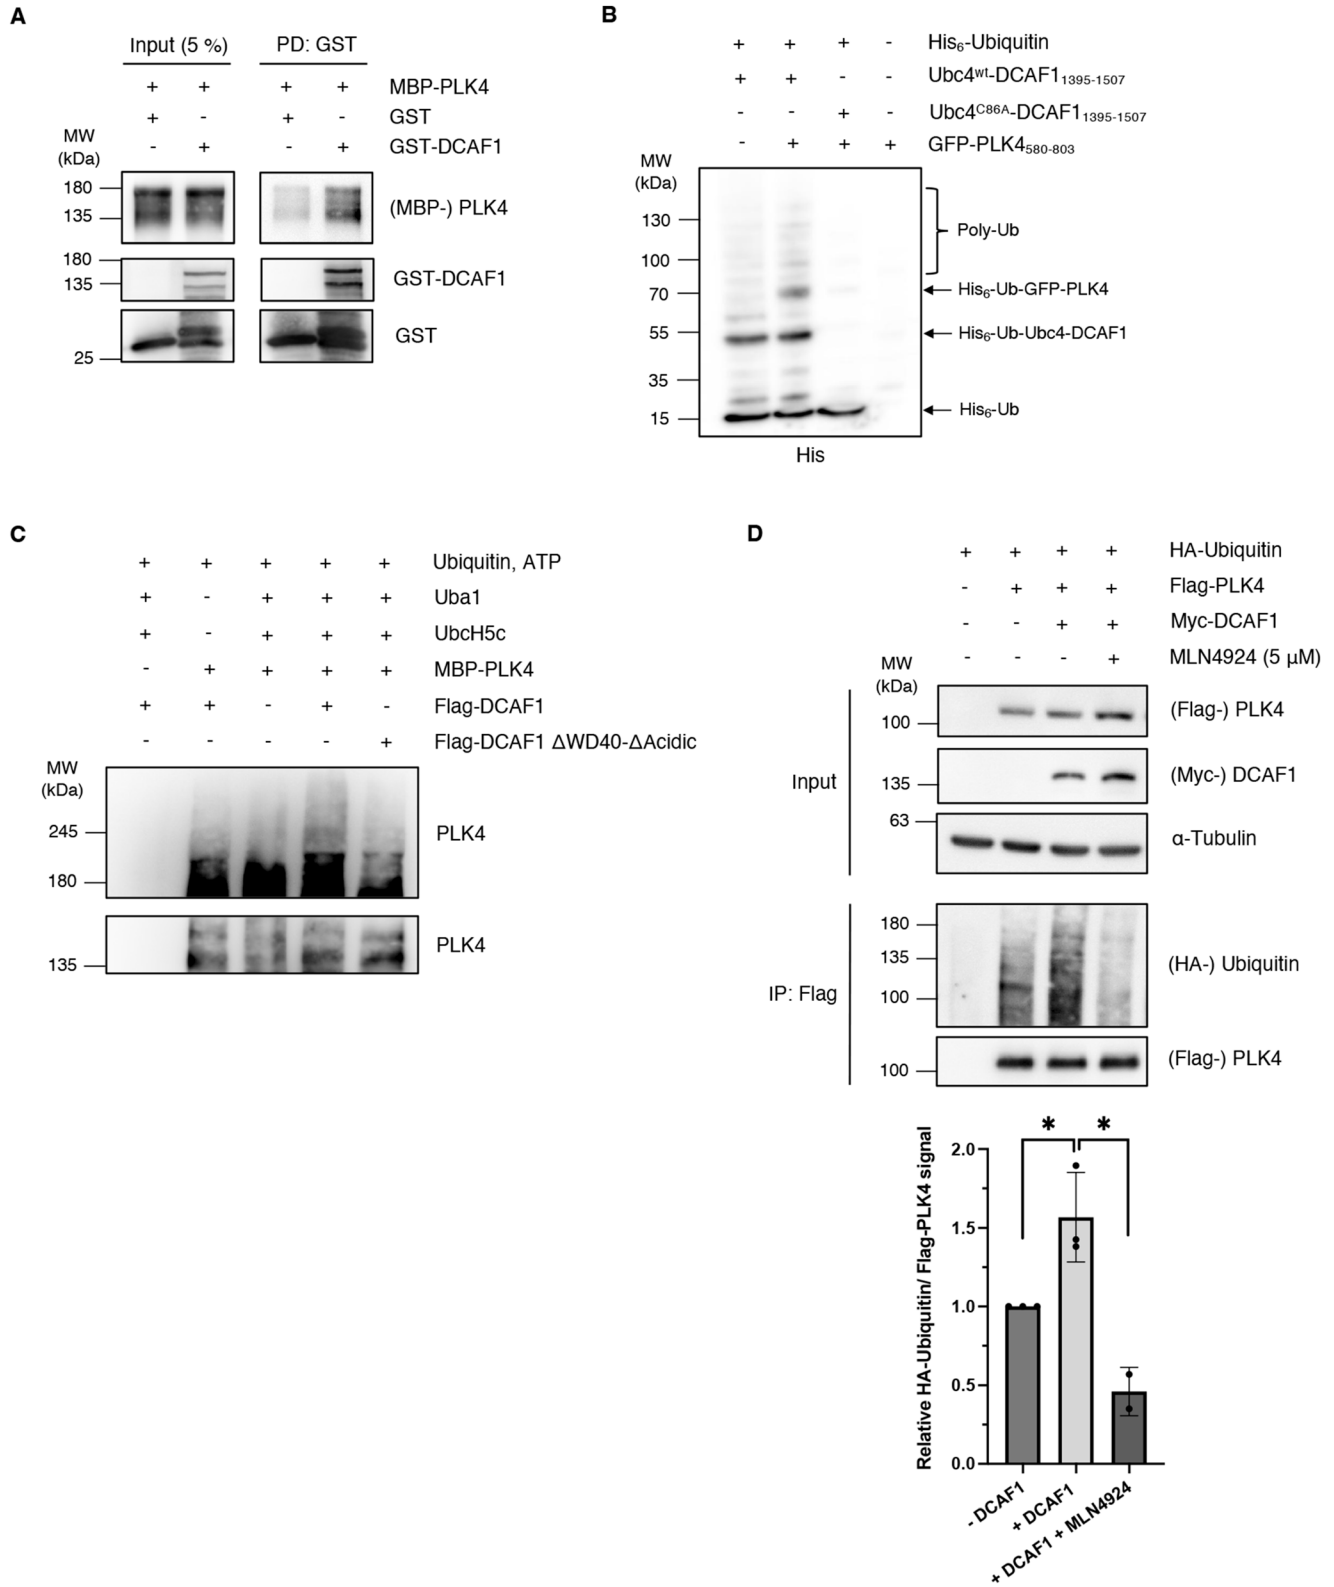 A
Input (5 %) PD: GST
+ + + + MBP-PLK4
+ - + - GST
- + - + GST-DCAF1
MW
(kDa)
180
135
(MBP-) PLK4
180
135
GST-DCAF1
GST
25
B
+ + + - His₆-Ubiquitin
+ + - - Ubc4ʷᵗ-DCAF1₁₃₉₅₋₁₅₀₇
- - + - Ubc4ᶜ⁸⁶ᴬ-DCAF1₁₃₉₅₋₁₅₀₇
- + + + GFP-PLK4₅₈₀₋₈₀₃
MW
(kDa)
130
Poly-Ub
100
70
His₆-Ub-GFP-PLK4
55
His₆-Ub-Ubc4-DCAF1
35
15
His₆-Ub
His
C
+ + + + + Ubiquitin, ATP
+ - + + + Uba1
+ - + + + UbcH5c
- + + + + MBP-PLK4
+ + - + - Flag-DCAF1
- - - - + Flag-DCAF1 ΔWD40-ΔAcidic
MW
(kDa)
245
PLK4
180
PLK4
135
D
+ + + + HA-Ubiquitin
- + + + Flag-PLK4
- - + + Myc-DCAF1
- - - + MLN4924 (5 µM)
MW
(kDa)
Input
100
(Flag-) PLK4
135
(Myc-) DCAF1
63
α-Tubulin
IP: Flag
180
135
100
(HA-) Ubiquitin
100
(Flag-) PLK4
Relative HA-Ubiquitin/ Flag-PLK4 signal
* *
2.0
1.5
1.0
0.5
0.0
- DCAF1
+ DCAF1
+ DCAF1 + MLN4924